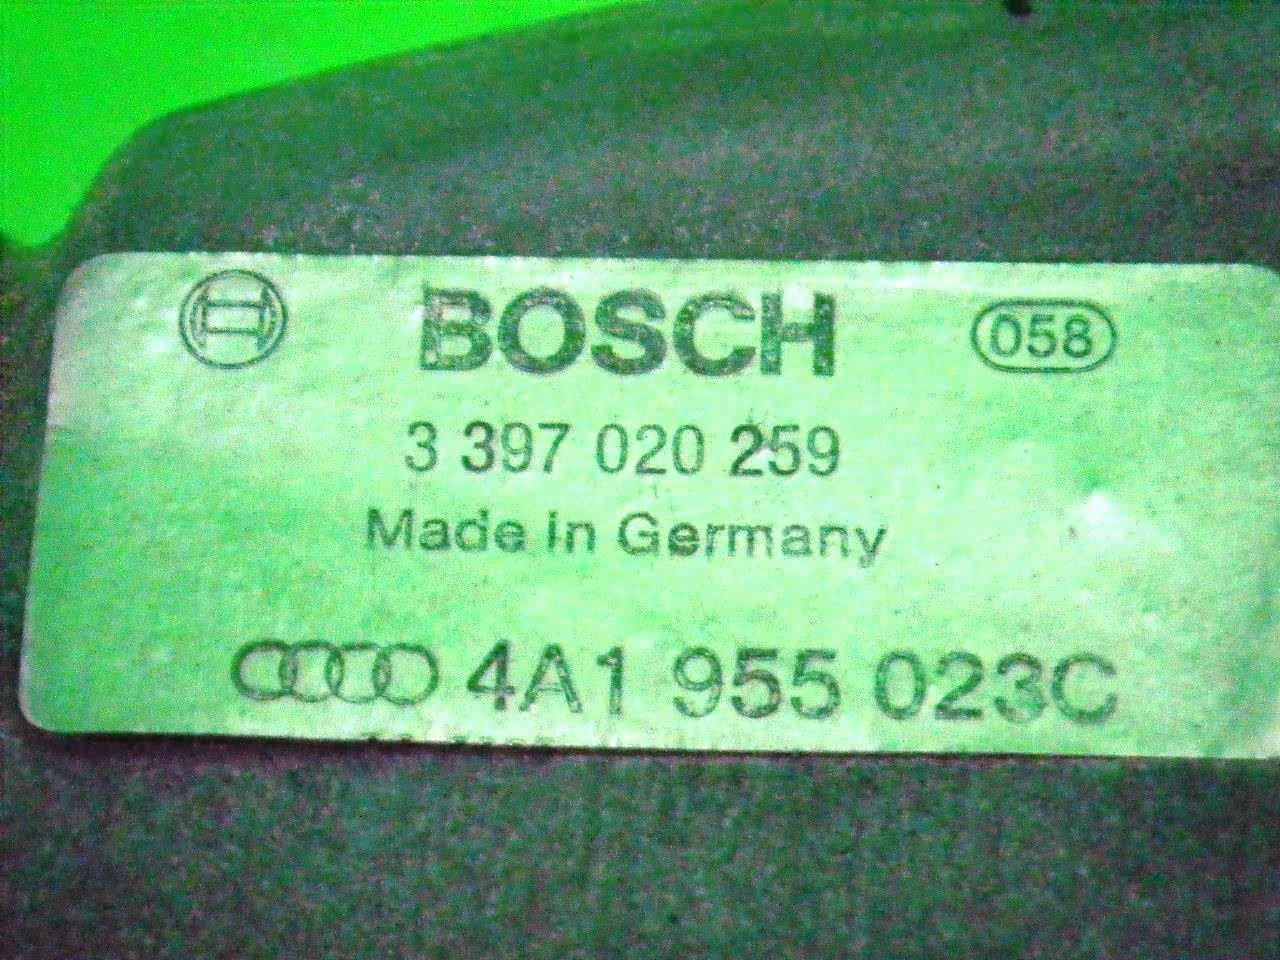 BOSCH 058
3 397 020 259
Made in Germany
4A1 955 023C